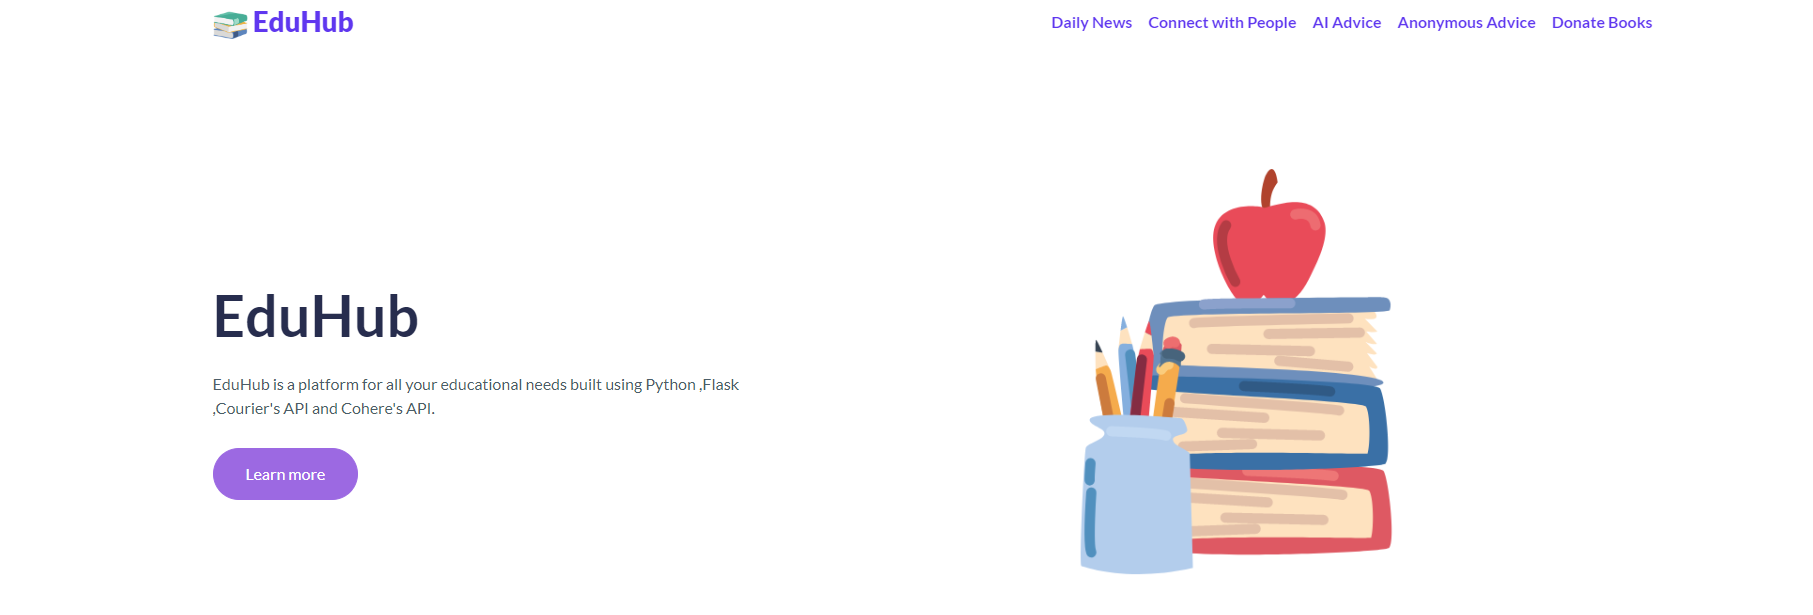 EduHub
Daily News
Connect with People
AI Advice
Anonymous Advice
Donate Books
EduHub
EduHub is a platform for all your educational needs built using Python ,Flask
,Courier's API and Cohere's API.
Learn more